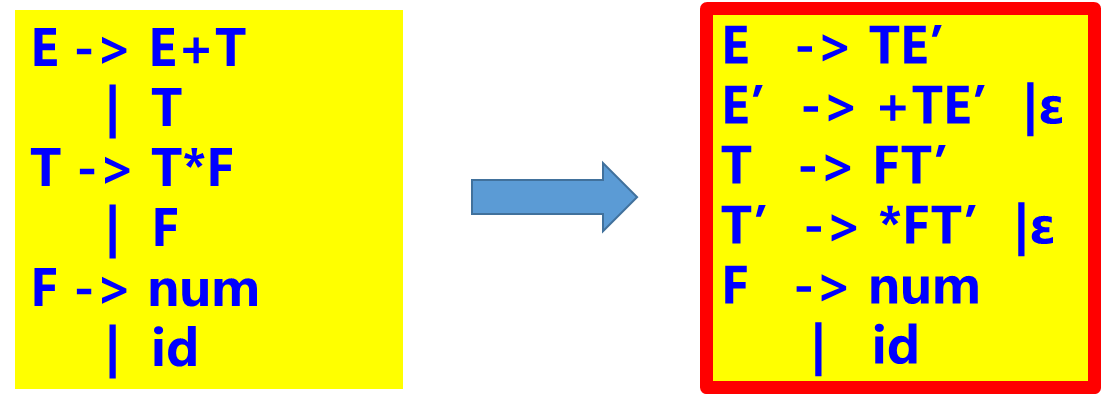 E -> E+T
| T
T -> T*F
| F
F -> num
| id
E -> TE′
E′ -> +TE′ |ε
T -> FT′
T′ -> *FT′ |ε
F -> num
| id